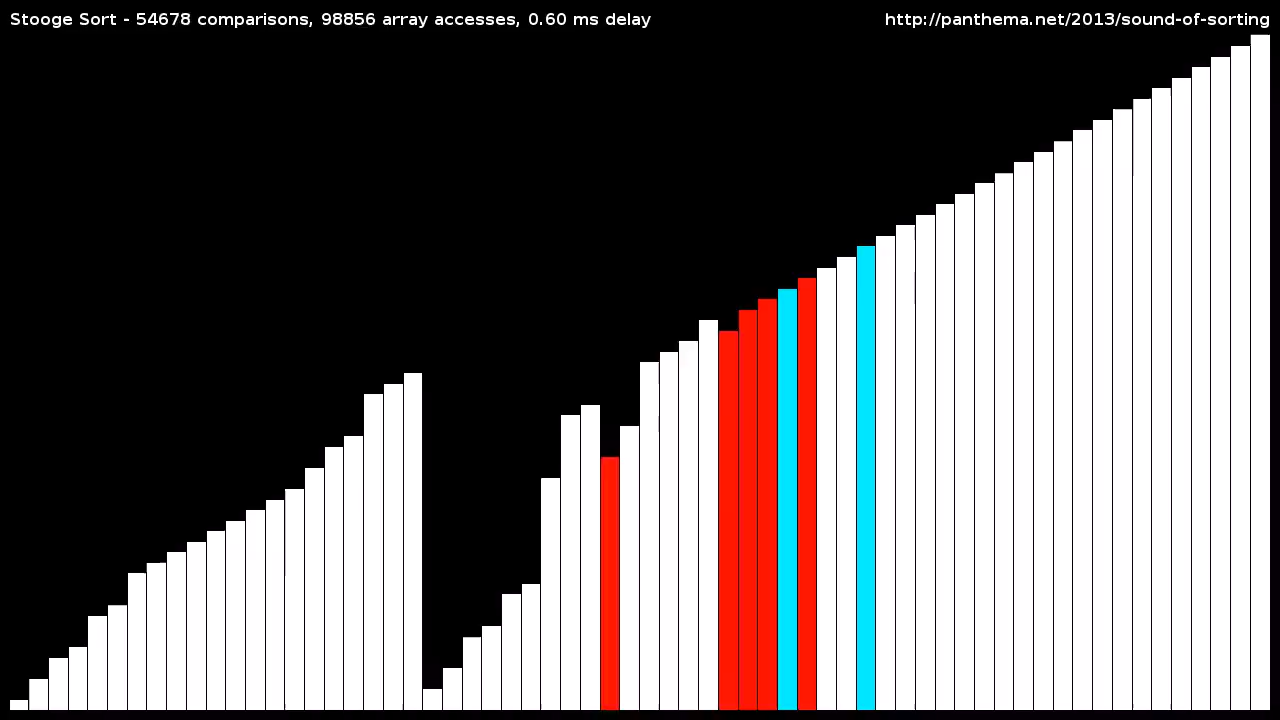 Stooge Sort - 54678 comparisons, 98856 array accesses, 0.60 ms delay
http://panthema.net/2013/sound-of-sorting